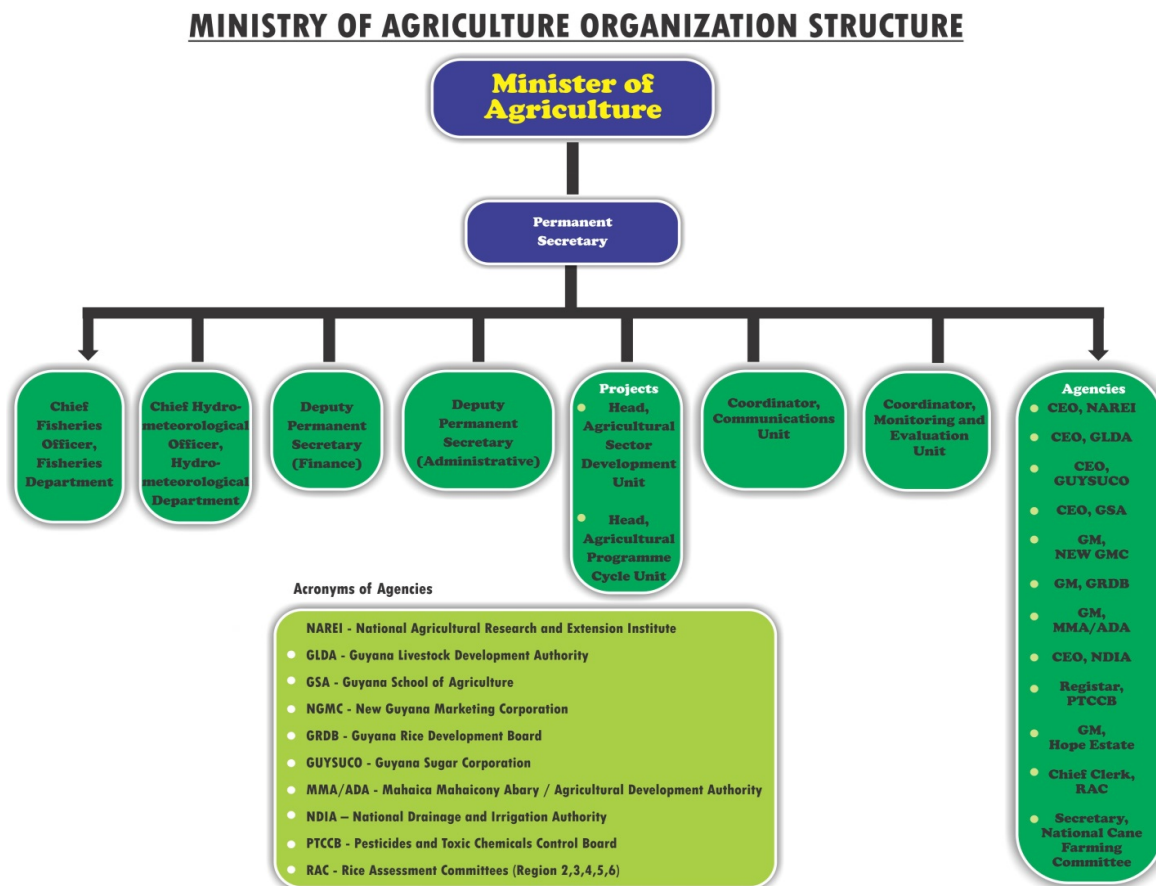 MINISTRY OF AGRICULTURE ORGANIZATION STRUCTURE
Minister of
Agriculture
Permanent
Secretary
Chief
Fisheries
Officer,
Fisheries
Department
Chief Hydro-
meteorological
Officer,
Hydro-
meteorological
Department
Deputy
Permanent
Secretary
(Finance)
Deputy
Permanent
Secretary
(Administrative)
Projects
Head,
Agricultural
Sector
Development
Unit
Head,
Agricultural
Programme
Cycle Unit
Coordinator,
Communications
Unit
Coordinator,
Monitoring and
Evaluation
Unit
Agencies
CEO, NAREI
CEO, GLDA
CEO,
GUYSUCO
CEO, GSA
GM,
NEW GMC
GM, GRDB
GM,
MMA/ADA
CEO, NDIA
Registar,
PTCCB
GM,
Hope Estate
Chief Clerk,
RAC
Secretary,
National Cane
Farming
Committee
Acronyms of Agencies
NAREI - National Agricultural Research and Extension Institute
GLDA - Guyana Livestock Development Authority
GSA - Guyana School of Agriculture
NGMC - New Guyana Marketing Corporation
GRDB - Guyana Rice Development Board
GUYSUCO - Guyana Sugar Corporation
MMA/ADA - Mahaica Mahaicony Abary / Agricultural Development Authority
NDIA – National Drainage and Irrigation Authority
PTCCB - Pesticides and Toxic Chemicals Control Board
RAC - Rice Assessment Committees (Region 2,3,4,5,6)